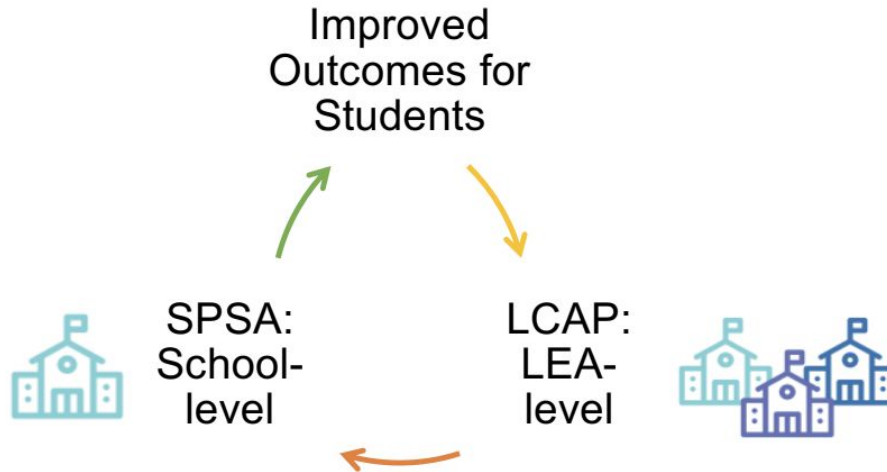 Improved
Outcomes for
Students
SPSA:
School-
level
LCAP:
LEA-
level